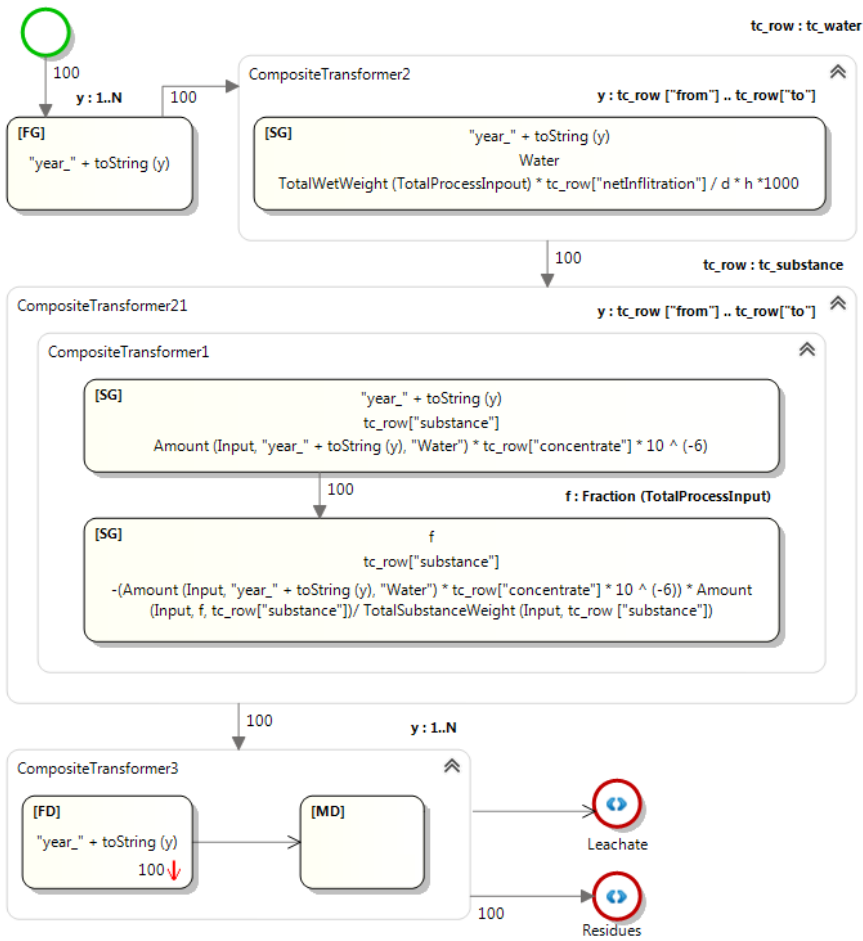 tc_row : tc_water
100
y : 1..N
100
CompositeTransformer2
y : tc_row ["from"] .. tc_row["to"]
[FG]
"year_" + toString (y)
[SG]
"year_" + toString (y)
Water
TotalWetWeight (TotalProcessInpout) * tc_row["netInflitration"] / d * h *1000
100
tc_row : tc_substance
CompositeTransformer21
y : tc_row ["from"] .. tc_row["to"]
CompositeTransformer1
[SG]
"year_" + toString (y)
tc_row["substance"]
Amount (Input, "year_" + toString (y), "Water") * tc_row["concentrate"] * 10 ^ (-6)
100
f : Fraction (TotalProcessInput)
[SG]
f
tc_row["substance"]
-(Amount (Input, "year_" + toString (y), "Water") * tc_row["concentrate"] * 10 ^ (-6)) * Amount
(Input, f, tc_row["substance"])/ TotalSubstanceWeight (Input, tc_row ["substance"])
100
y : 1..N
CompositeTransformer3
[FD]
"year_" + toString (y)
100
[MD]
Leachate
100
Residues